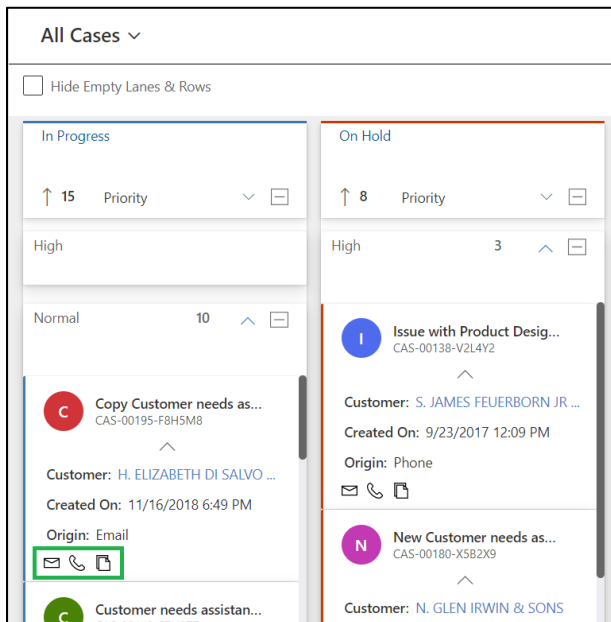 All Cases
Hide Empty Lanes & Rows
In Progress
15 Priority
High
Normal 10
C
Copy Customer needs as...
CAS-00195-F8H5M8
Customer: H. ELIZABETH DI SALVO ...
Created On: 11/16/2018 6:49 PM
Origin: Email
C
Customer needs assistan...
On Hold
8 Priority
High 3
I
Issue with Product Desig...
CAS-00138-V2L4Y2
Customer: S. JAMES FEUERBORN JR ...
Created On: 9/23/2017 12:09 PM
Origin: Phone
N
New Customer needs as...
CAS-00180-X5B2X9
Customer: N. GLEN IRWIN & SONS